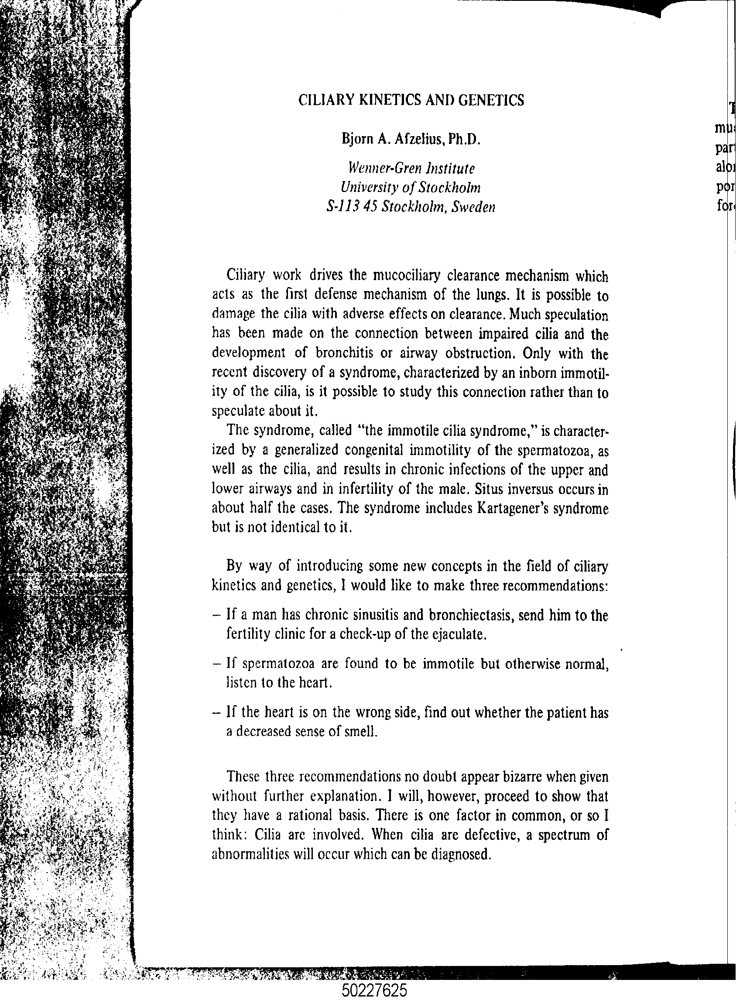 CILIARY KINETICS AND GENETICS
Bjorn A. Afzelius, Ph.D.
Wenner-Gren Institute
University of Stockholm
S-113 45 Stockholm, Sweden
Ciliary work drives the mucociliary clearance mechanism which
acts as the first defense mechanism of the lungs. It is possible to
damage the cilia with adverse effects on clearance. Much speculation
has been made on the connection between impaired cilia and the
development of bronchitis or airway obstruction. Only with the
recent discovery of a syndrome, characterized by an inborn immotil-
ity of the cilia, is it possible to study this connection rather than to
speculate about it.
The syndrome, called “the immotile cilia syndrome,” is character-
ized by a generalized congenital immotility of the spermatozoa, as
well as the cilia, and results in chronic infections of the upper and
lower airways and in infertility of the male. Situs inversus occurs in
about half the cases. The syndrome includes Kartagener's syndrome
but is not identical to it.
By way of introducing some new concepts in the field of ciliary
kinetics and genetics, I would like to make three recommendations:
– If a man has chronic sinusitis and bronchiectasis, send him to the
fertility clinic for a check-up of the ejaculate.
– If spermatozoa are found to be immotile but otherwise normal,
listen to the heart.
– If the heart is on the wrong side, find out whether the patient has
a decreased sense of smell.
These three recommendations no doubt appear bizarre when given
without further explanation. I will, however, proceed to show that
they have a rational basis. There is one factor in common, or so I
think: Cilia are involved. When cilia are defective, a spectrum of
abnormalities will occur which can be diagnosed.
50227625